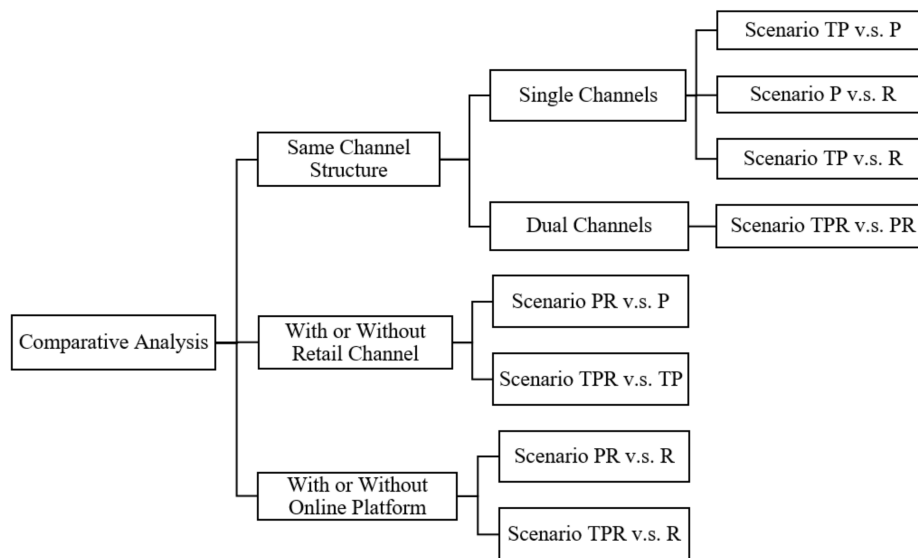 Comparative Analysis
Same Channel
Structure
Single Channels
Scenario TP v.s. P
Scenario P v.s. R
Scenario TP v.s. R
Dual Channels
Scenario TPR v.s. PR
With or Without
Retail Channel
Scenario PR v.s. P
Scenario TPR v.s. TP
With or Without
Online Platform
Scenario PR v.s. R
Scenario TPR v.s. R